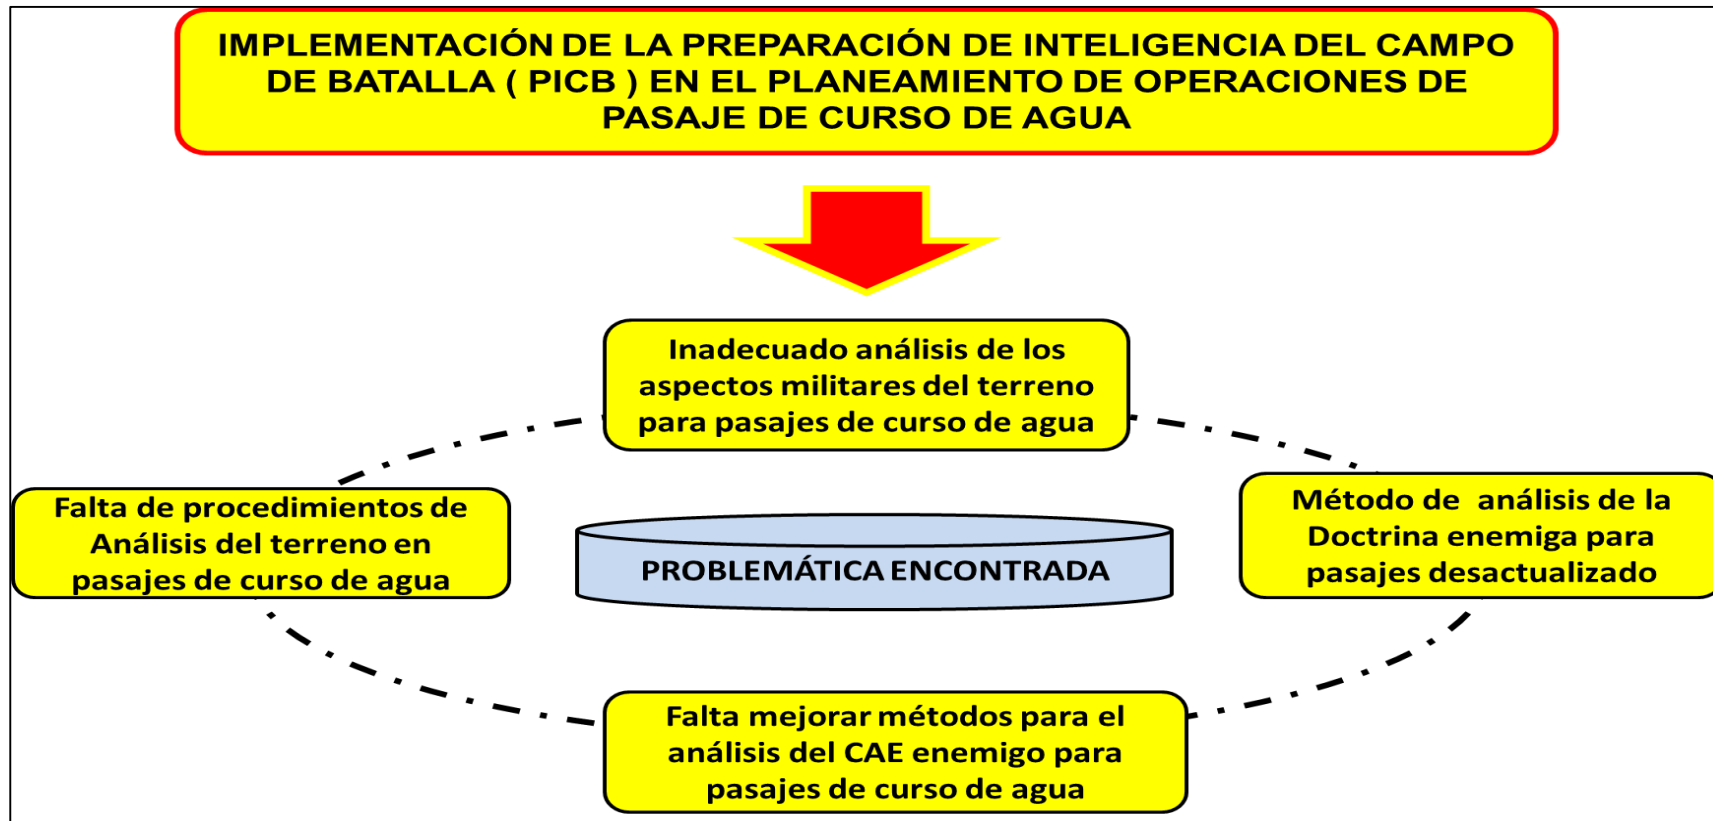 IMPLEMENTACIÓN DE LA PREPARACIÓN DE INTELIGENCIA DEL CAMPO
DE BATALLA ( PICB ) EN EL PLANEAMIENTO DE OPERACIONES DE
PASAJE DE CURSO DE AGUA
Inadecuado análisis de los
aspectos militares del terreno
para pasajes de curso de agua
Falta de procedimientos de
Análisis del terreno en
pasajes de curso de agua
PROBLEMÁTICA ENCONTRADA
Método de análisis de la
Doctrina enemiga para
pasajes desactualizado
Falta mejorar métodos para el
análisis del CAE enemigo para
pasajes de curso de agua